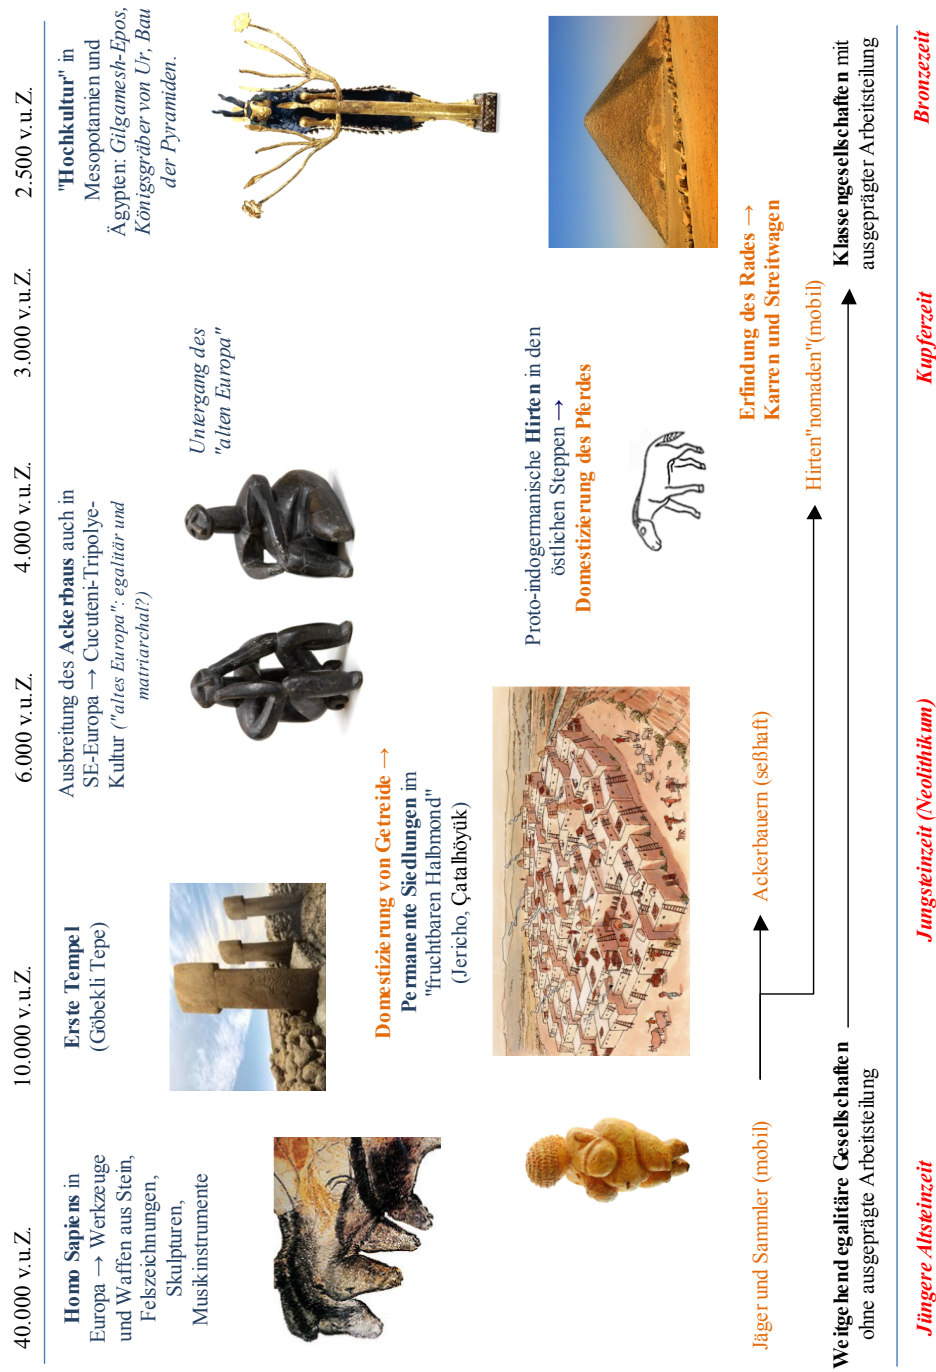 40.000 v.u.Z.
10.000 v.u.Z.
6.000 v.u.Z.
4.000 v.u.Z.
3.000 v.u.Z.
2.500 v.u.Z.
Homo Sapiens in
Europa → Werkzeuge
und Waffen aus Stein,
Felszeichnungen,
Skulpturen,
Musikinstrumente
Erste Tempel
(Göbekli Tepe)
Ausbreitung des Ackerbaus auch in
SE-Europa → Cucuteni-Tripolye-
Kultur ("altes Europa": egalitär und
matriarchal?)
Untergang des
"alten Europa"
"Hochkultur" in
Mesopotamien und
Ägypten: Gilgamesh-Epos,
Königsgräber von Ur, Bau
der Pyramiden.
Domestizierung von Getreide →
Permanente Siedlungen im
"fruchtbaren Halbmond"
(Jericho, Çatalhöyük)
Proto-indogermanische Hirten in den
östlichen Steppen →
Domestizierung des Pferdes
Erfindung des Rades →
Karren und Streitwagen
Jäger und Sammler (mobil)
Ackerbauern (seßhaft)
Hirten"nomaden"(mobil)
Weitgehend egalitäre Gesellschaften
ohne ausgeprägte Arbeitsteilung
Klassengesellschaften mit
ausgeprägter Arbeitsteilung
Jüngere Altsteinzeit
Jungsteinzeit (Neolithikum)
Kupferzeit
Bronzezeit